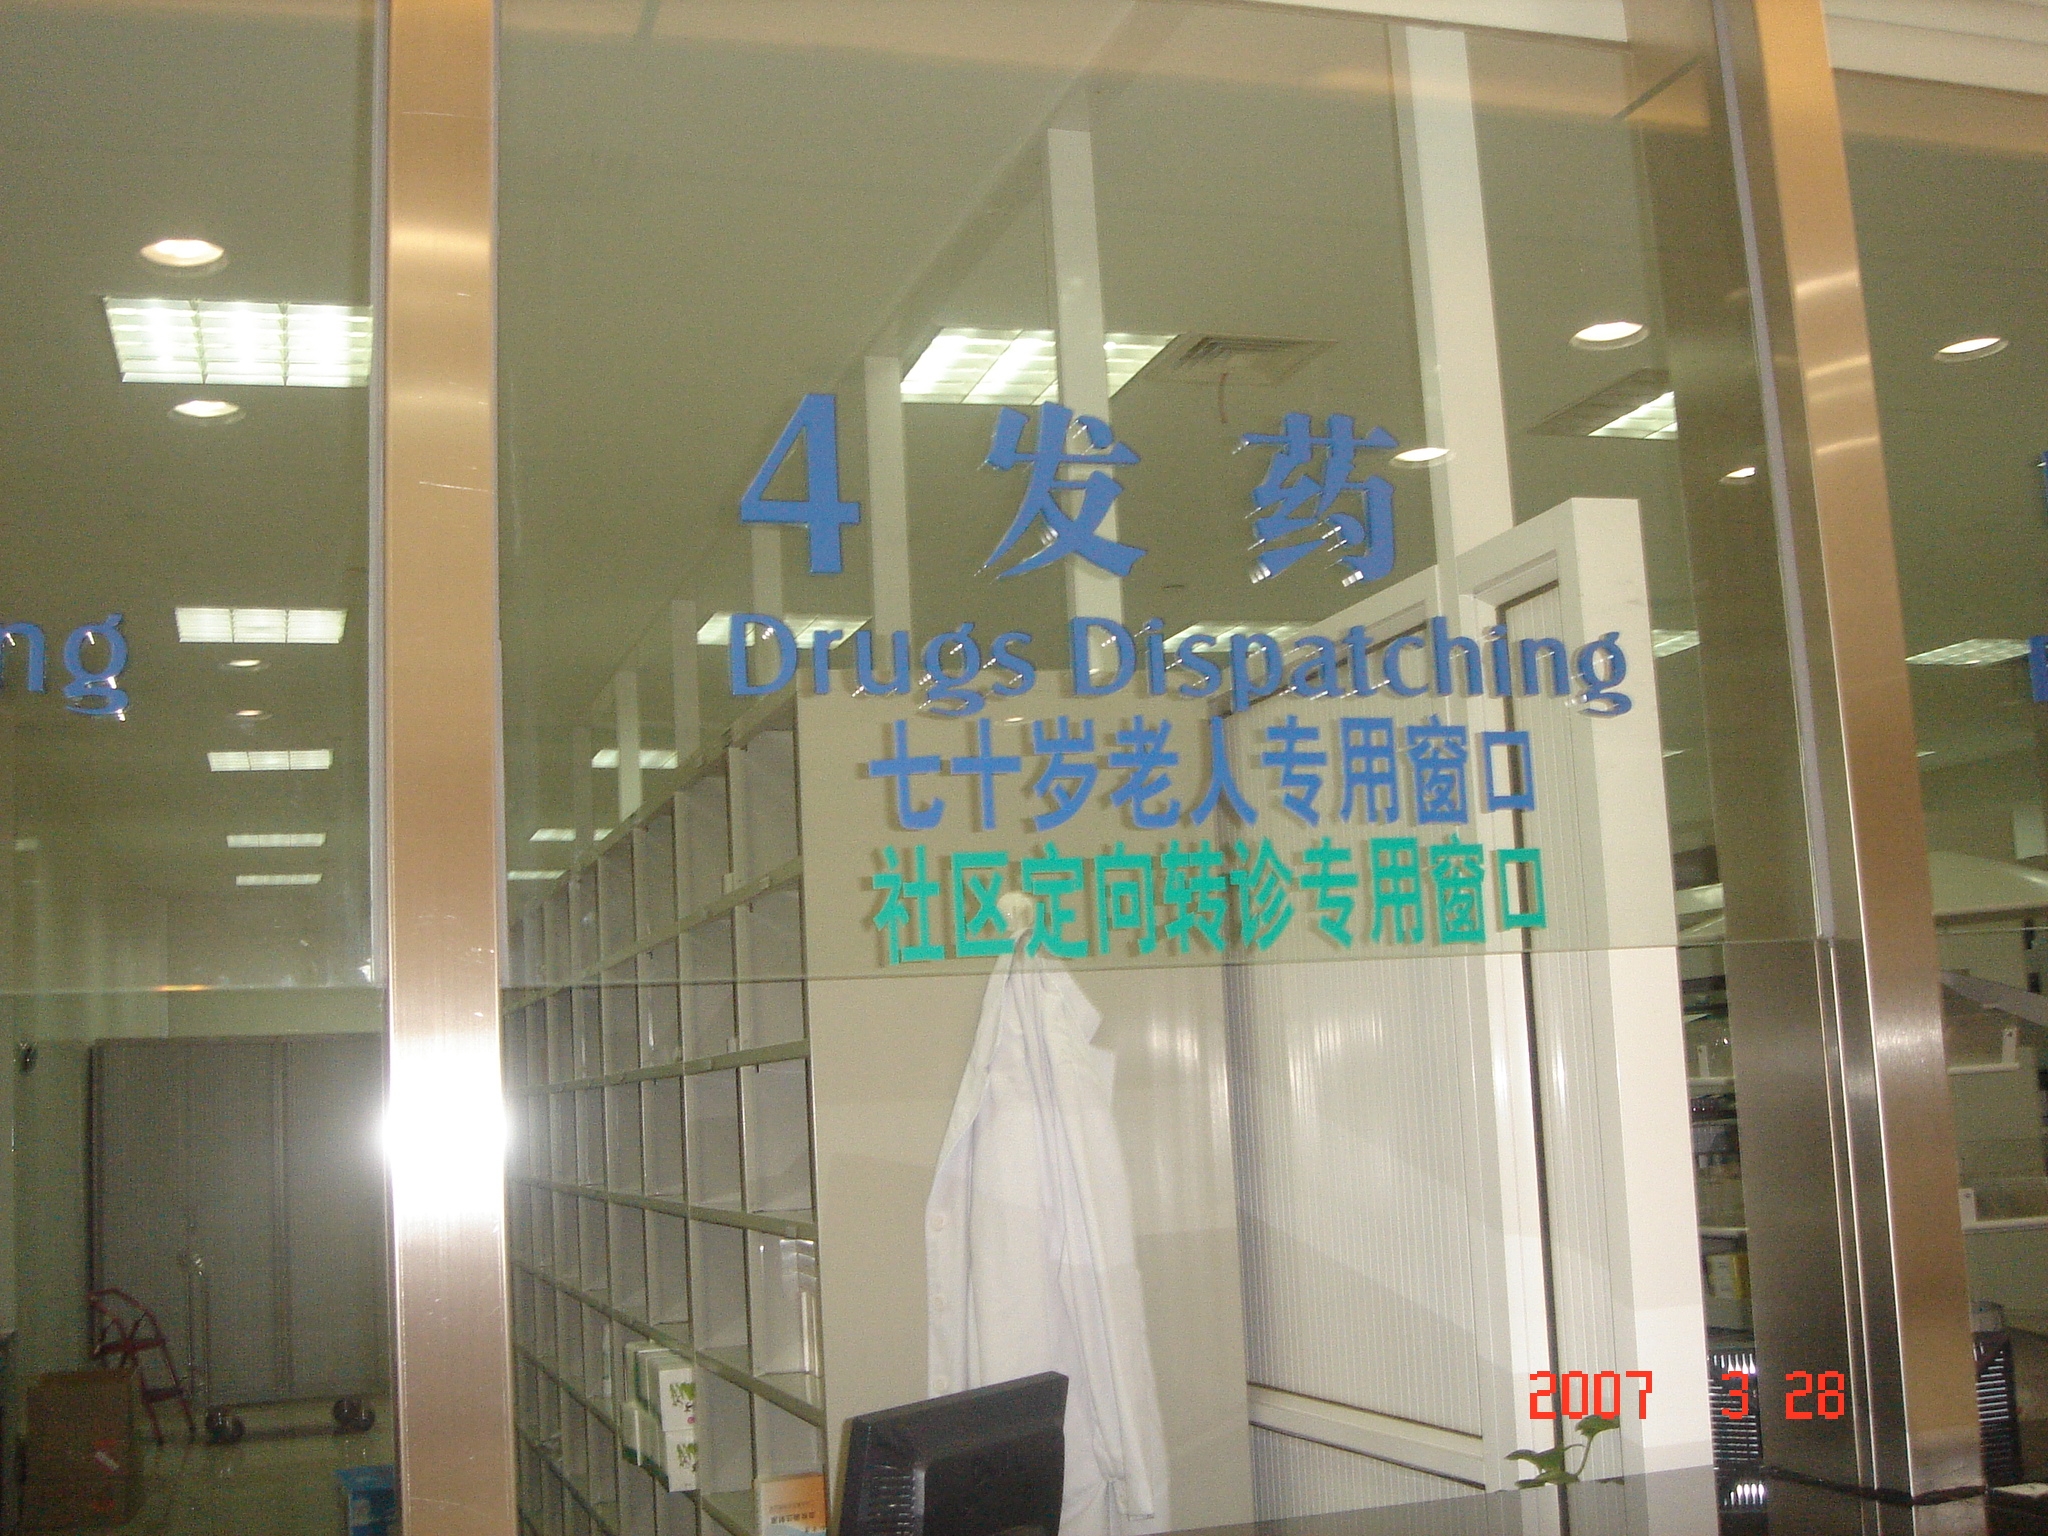 4 发药
ng
Drugs Dispatching
七十岁老人专用窗口
社区定向转诊专用窗口
2007 3 28